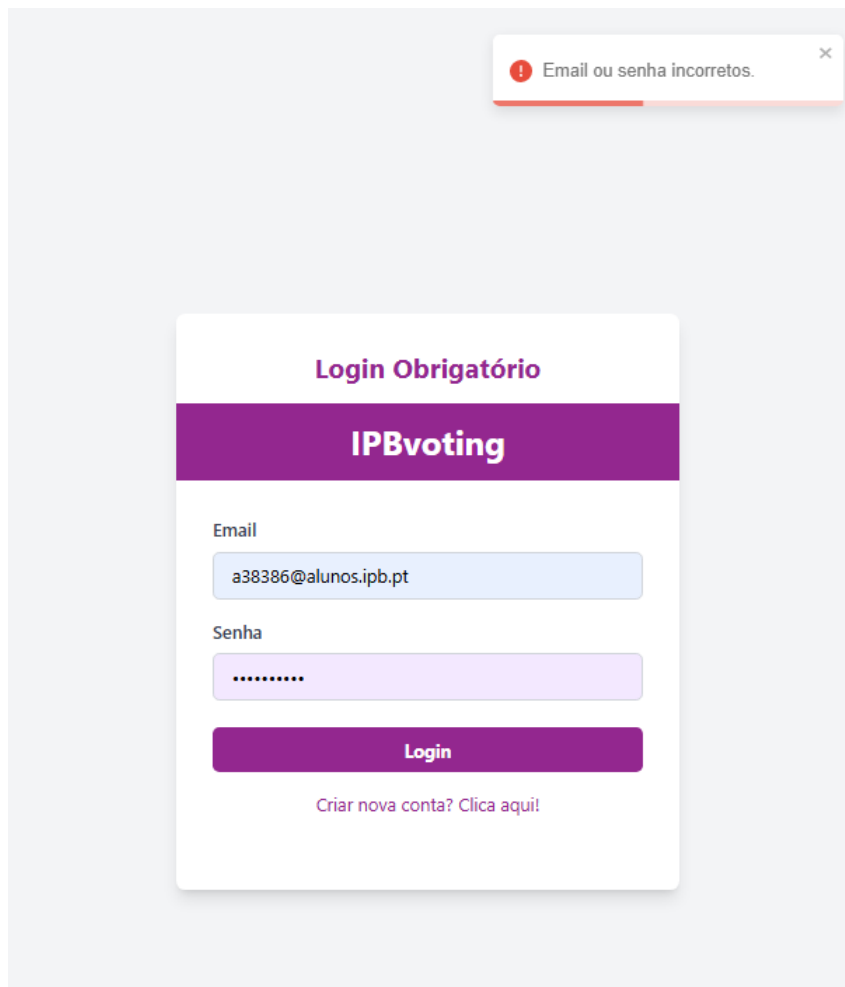 Email ou senha incorretos.
Login Obrigatório
IPBvoting
Email
a38386@alunos.ipb.pt
Senha
••••••••••
Login
Criar nova conta? Clica aqui!